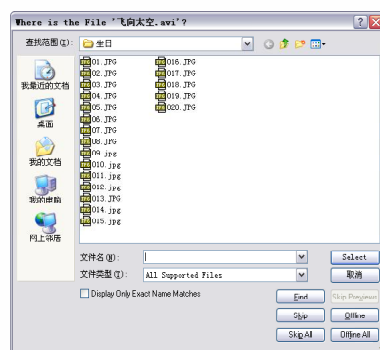 Where is the File '飞向太空.avi'?
查找范围(I): 生日
我最近的文档
桌面
我的文档
我的电脑
网上邻居
01.JPG
02.JPG
03.JPG
04.JPG
05.JPG
06.JPG
07.JPG
08.JPG
09.jpg
010.jpg
011.jpg
012.jpg
013.JPG
014.jpg
015.jpg
016.JPG
017.JPG
018.JPG
019.JPG
020.JPG
文件名(N): Select
文件类型(T): All Supported Files 取消
Display Only Exact Name Matches
Find Skip Previews
Skip Offline
Skip All Offline All